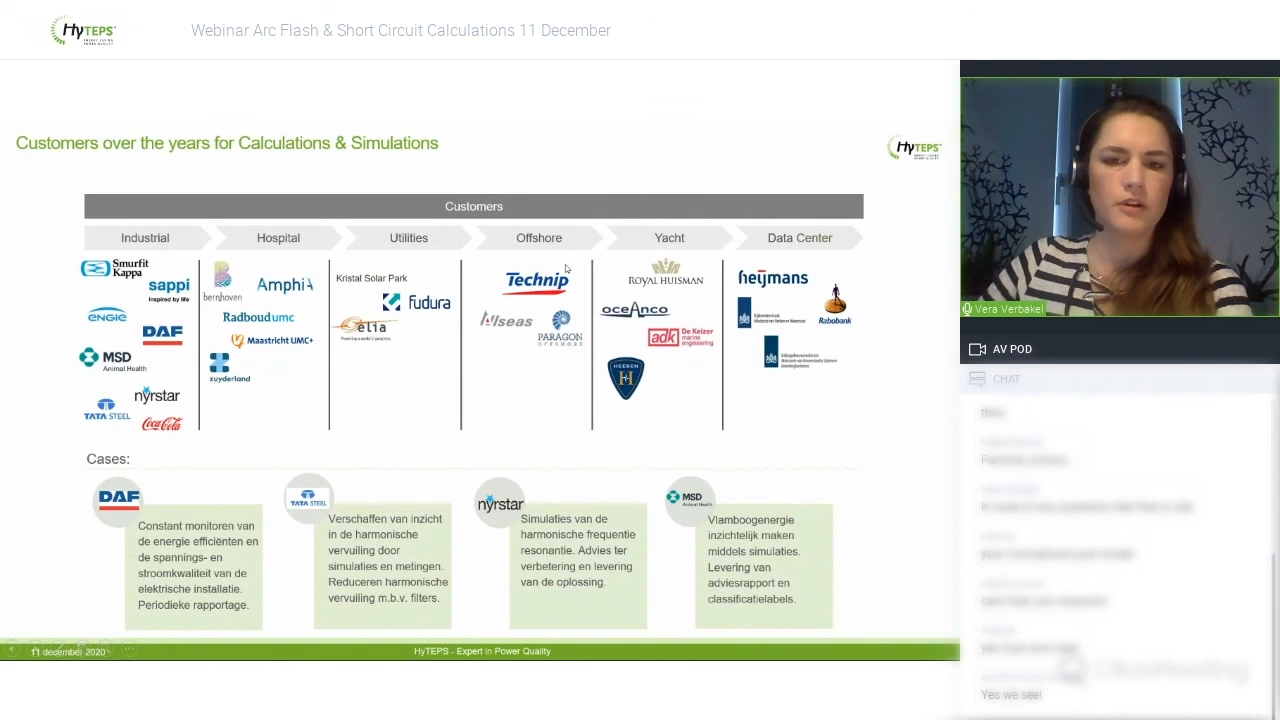 HyTEPS
Webinar Arc Flash & Short Circuit Calculations 11 December
Customers over the years for Calculations & Simulations
HyTEPS
Customers
Industrial
Hospital
Utilities
Offshore
Yacht
Data Center
Smurfit
Kappa
sappi
Inspired by life
ENGIE
DAF
MSD
Animal Health
nyrstar
TATA STEEL
Coca-Cola
bernhoven
Amphia
Radboudumc
Maastricht UMC+
zuyderland
Kristal Solar Park
fudura
elia
Technip
Allseas
PARAGON
OFFSHORE
ROYAL HUISMAN
oceAnco
adk De Keizer
marine
engineering
HEESEN
H
heijmans
Rabobank
Cases:
DAF
Constant monitoren van
de energie efficiënten en
de spannings- en
stroomkwaliteit van de
elektrische installatie.
Periodieke rapportage.
TATA STEEL
Verschaffen van inzicht
in de harmonische
vervuiling door
simulaties en metingen.
Reduceren harmonische
vervuiling m.b.v. filters.
nyrstar
Simulaties van de
harmonische frequentie
resonantie. Advies ter
verbetering en levering
van de oplossing.
MSD
Animal Health
Vlamboogenergie
inzichtelijk maken
middels simulaties.
Levering van
adviesrapport en
classificatielabels.
11 december 2020
HyTEPS - Expert in Power Quality
Vera Verbakel
AV POD
CHAT
Yes we see!
ClickMeeting